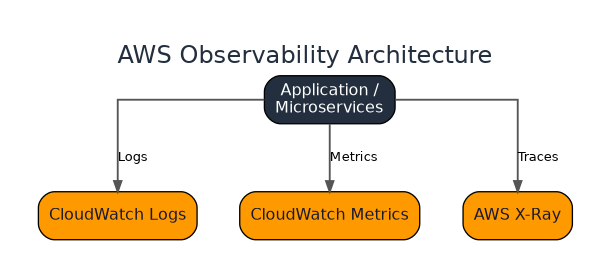 AWS Observability Architecture
Application /
Microservices
Logs
Metrics
Traces
CloudWatch Logs
CloudWatch Metrics
AWS X-Ray